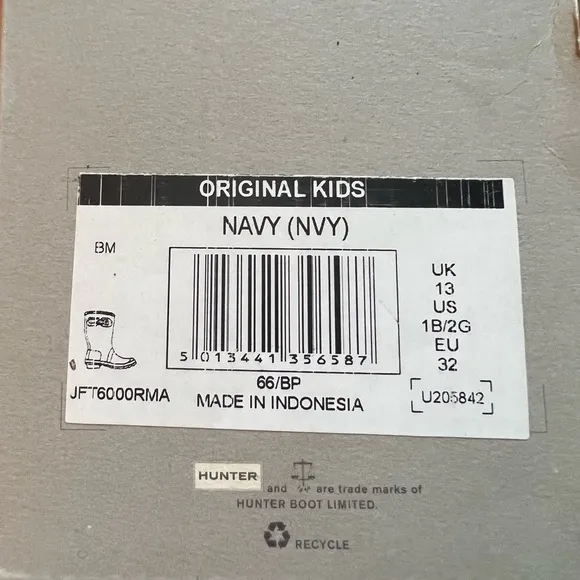 ORIGINAL KIDS
NAVY (NVY)
BM
UK
13
US
1B/2G
EU
32
5 013441 356587
66/BP
JFT6000RMA
MADE IN INDONESIA
U205842
HUNTER and are trade marks of
HUNTER BOOT LIMITED.
RECYCLE